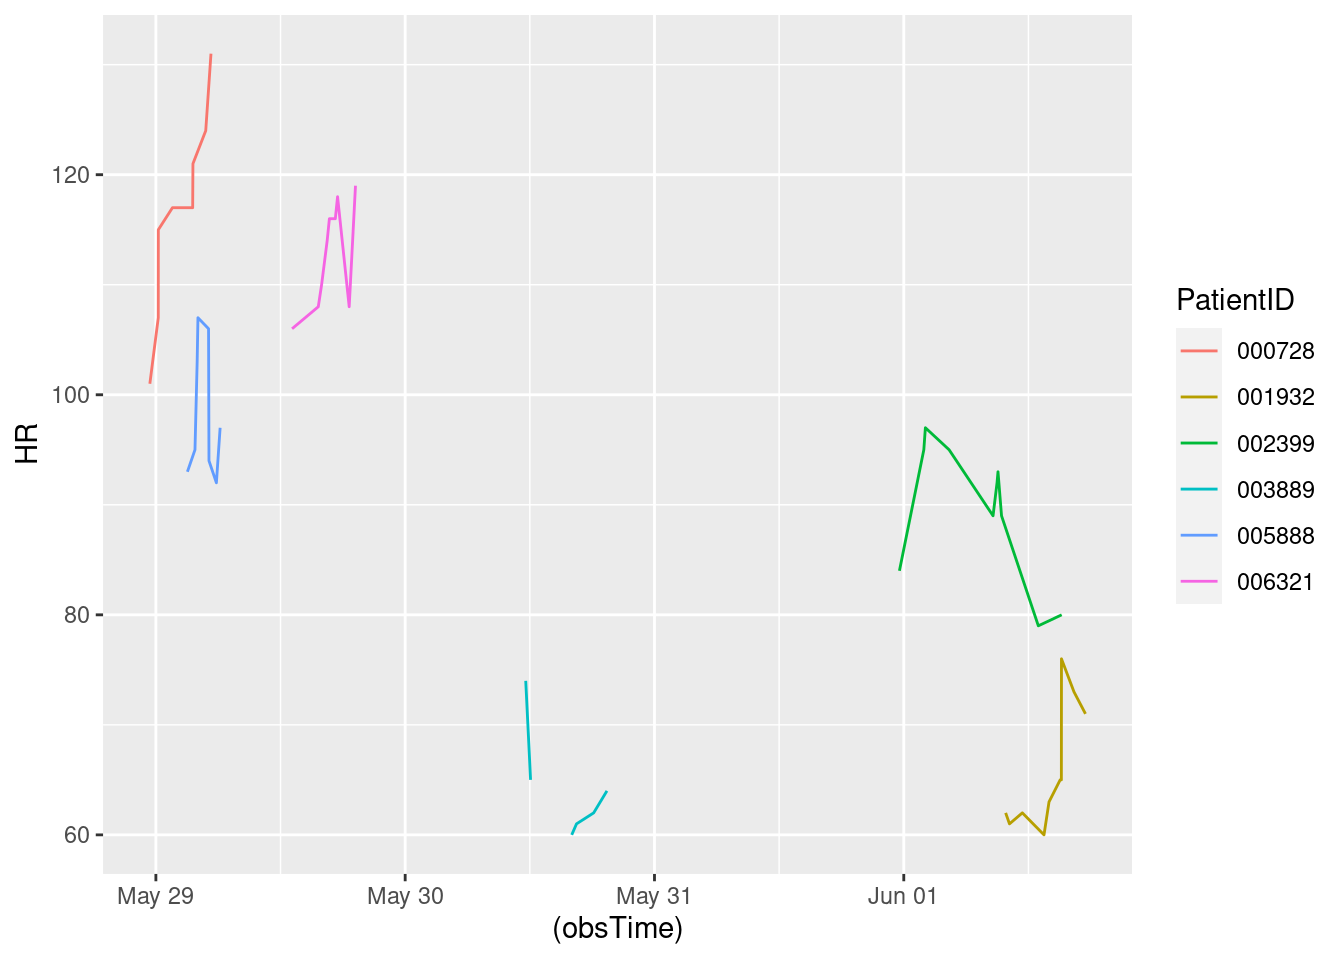 HR
120
100
80
60
May 29
May 30
May 31
Jun 01
(obsTime)
PatientID
000728
001932
002399
003889
005888
006321